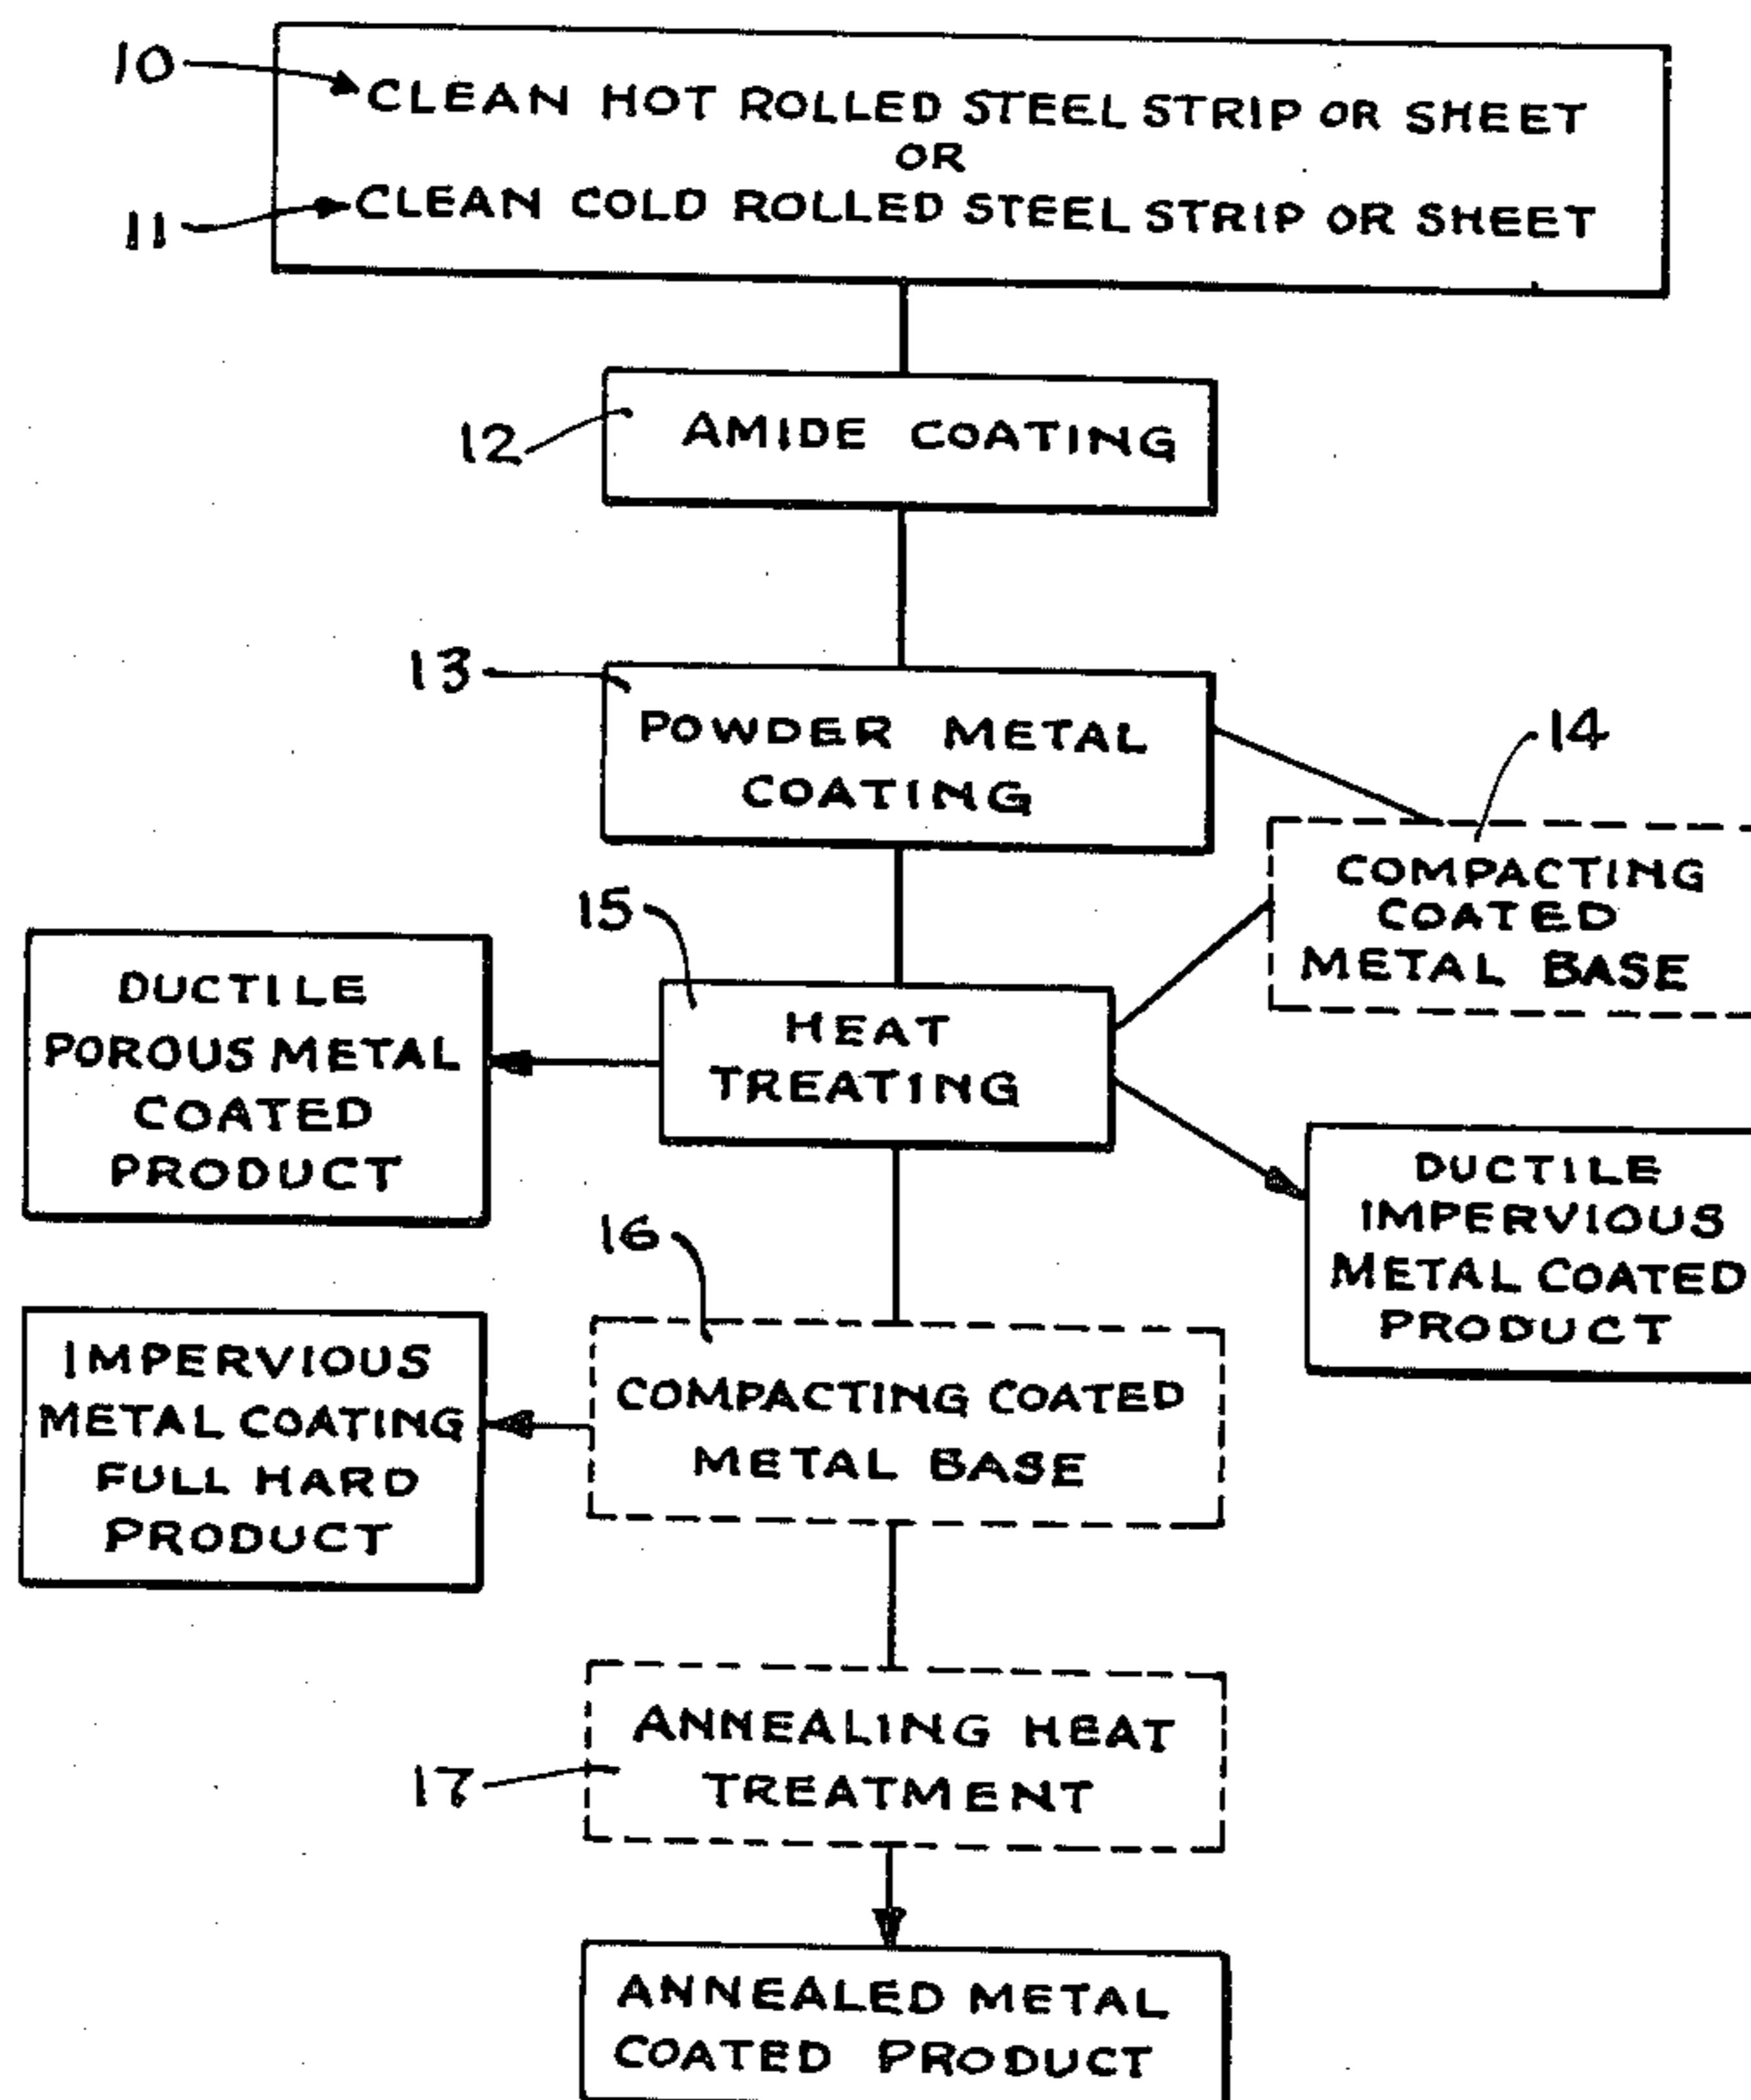 10
CLEAN HOT ROLLED STEEL STRIP OR SHEET
OR
11
CLEAN COLD ROLLED STEEL STRIP OR SHEET
12
AMIDE COATING
13
POWDER METAL
COATING
14
COMPACTING
COATED
METAL BASE
15
HEAT
TREATING
DUCTILE
POROUS METAL
COATED
PRODUCT
DUCTILE
IMPERVIOUS
METAL COATED
PRODUCT
16
COMPACTING COATED
METAL BASE
IMPERVIOUS
METAL COATING
FULL HARD
PRODUCT
17
ANNEALING HEAT
TREATMENT
ANNEALED METAL
COATED PRODUCT